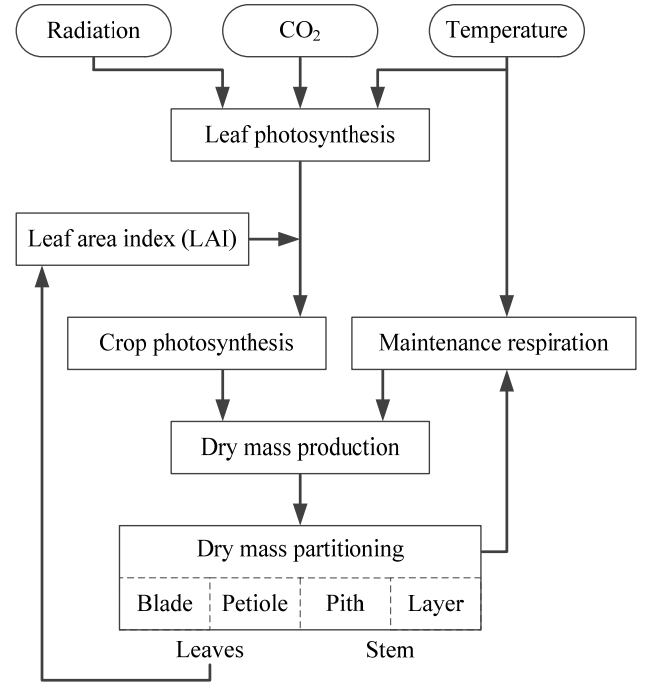 Radiation
CO₂
Temperature
Leaf photosynthesis
Leaf area index (LAI)
Crop photosynthesis
Maintenance respiration
Dry mass production
Dry mass partitioning
Blade
Petiole
Pith
Layer
Leaves
Stem